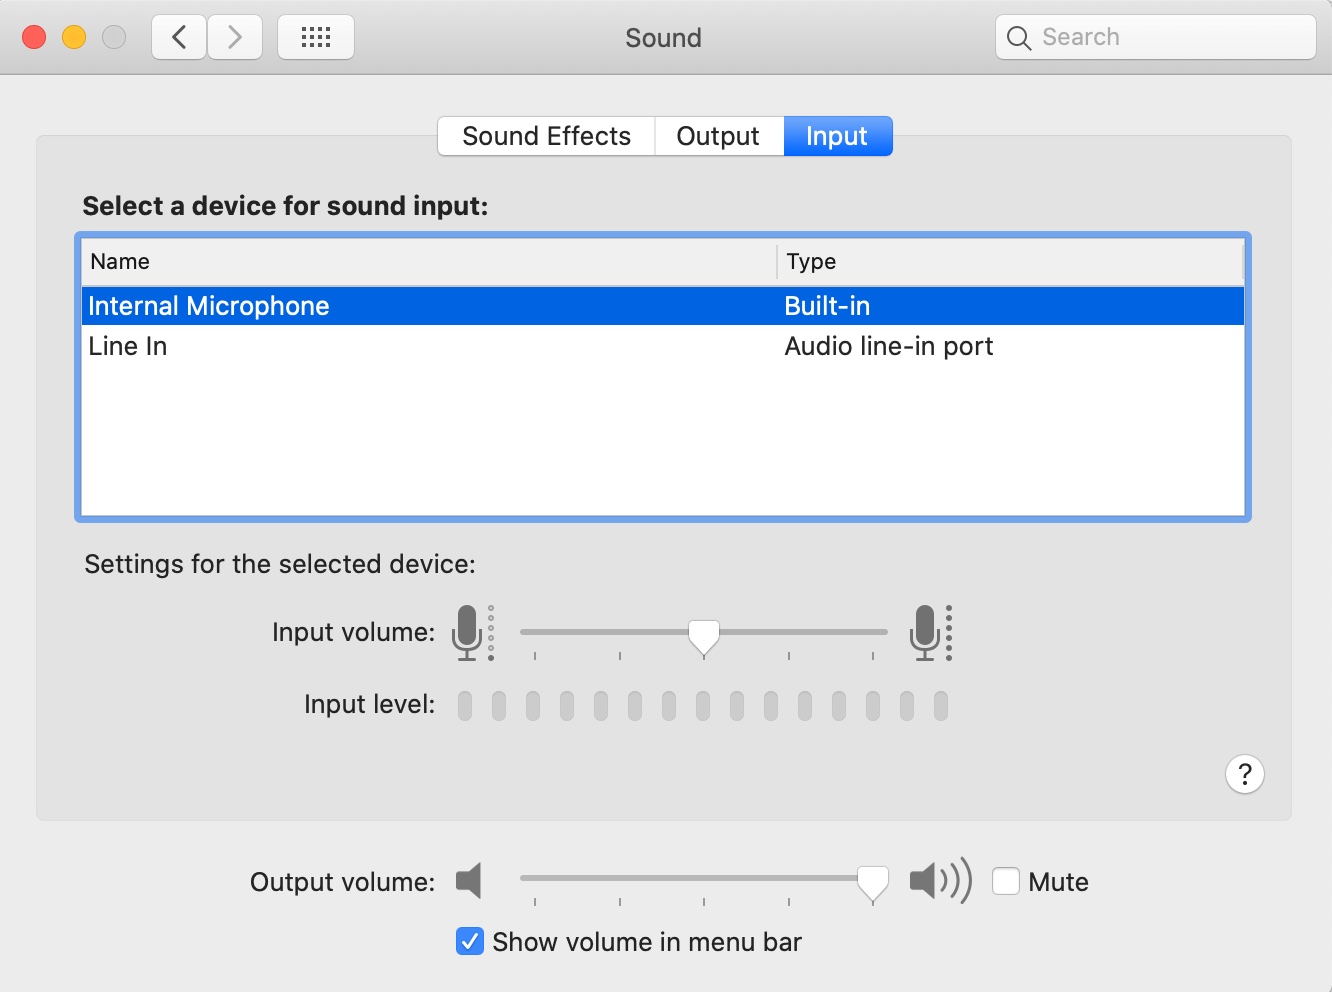 Sound
Search
Sound Effects Output Input
Select a device for sound input:
Name Type
Internal Microphone Built-in
Line In Audio line-in port
Settings for the selected device:
Input volume:
Input level:
?
Output volume: Mute
Show volume in menu bar